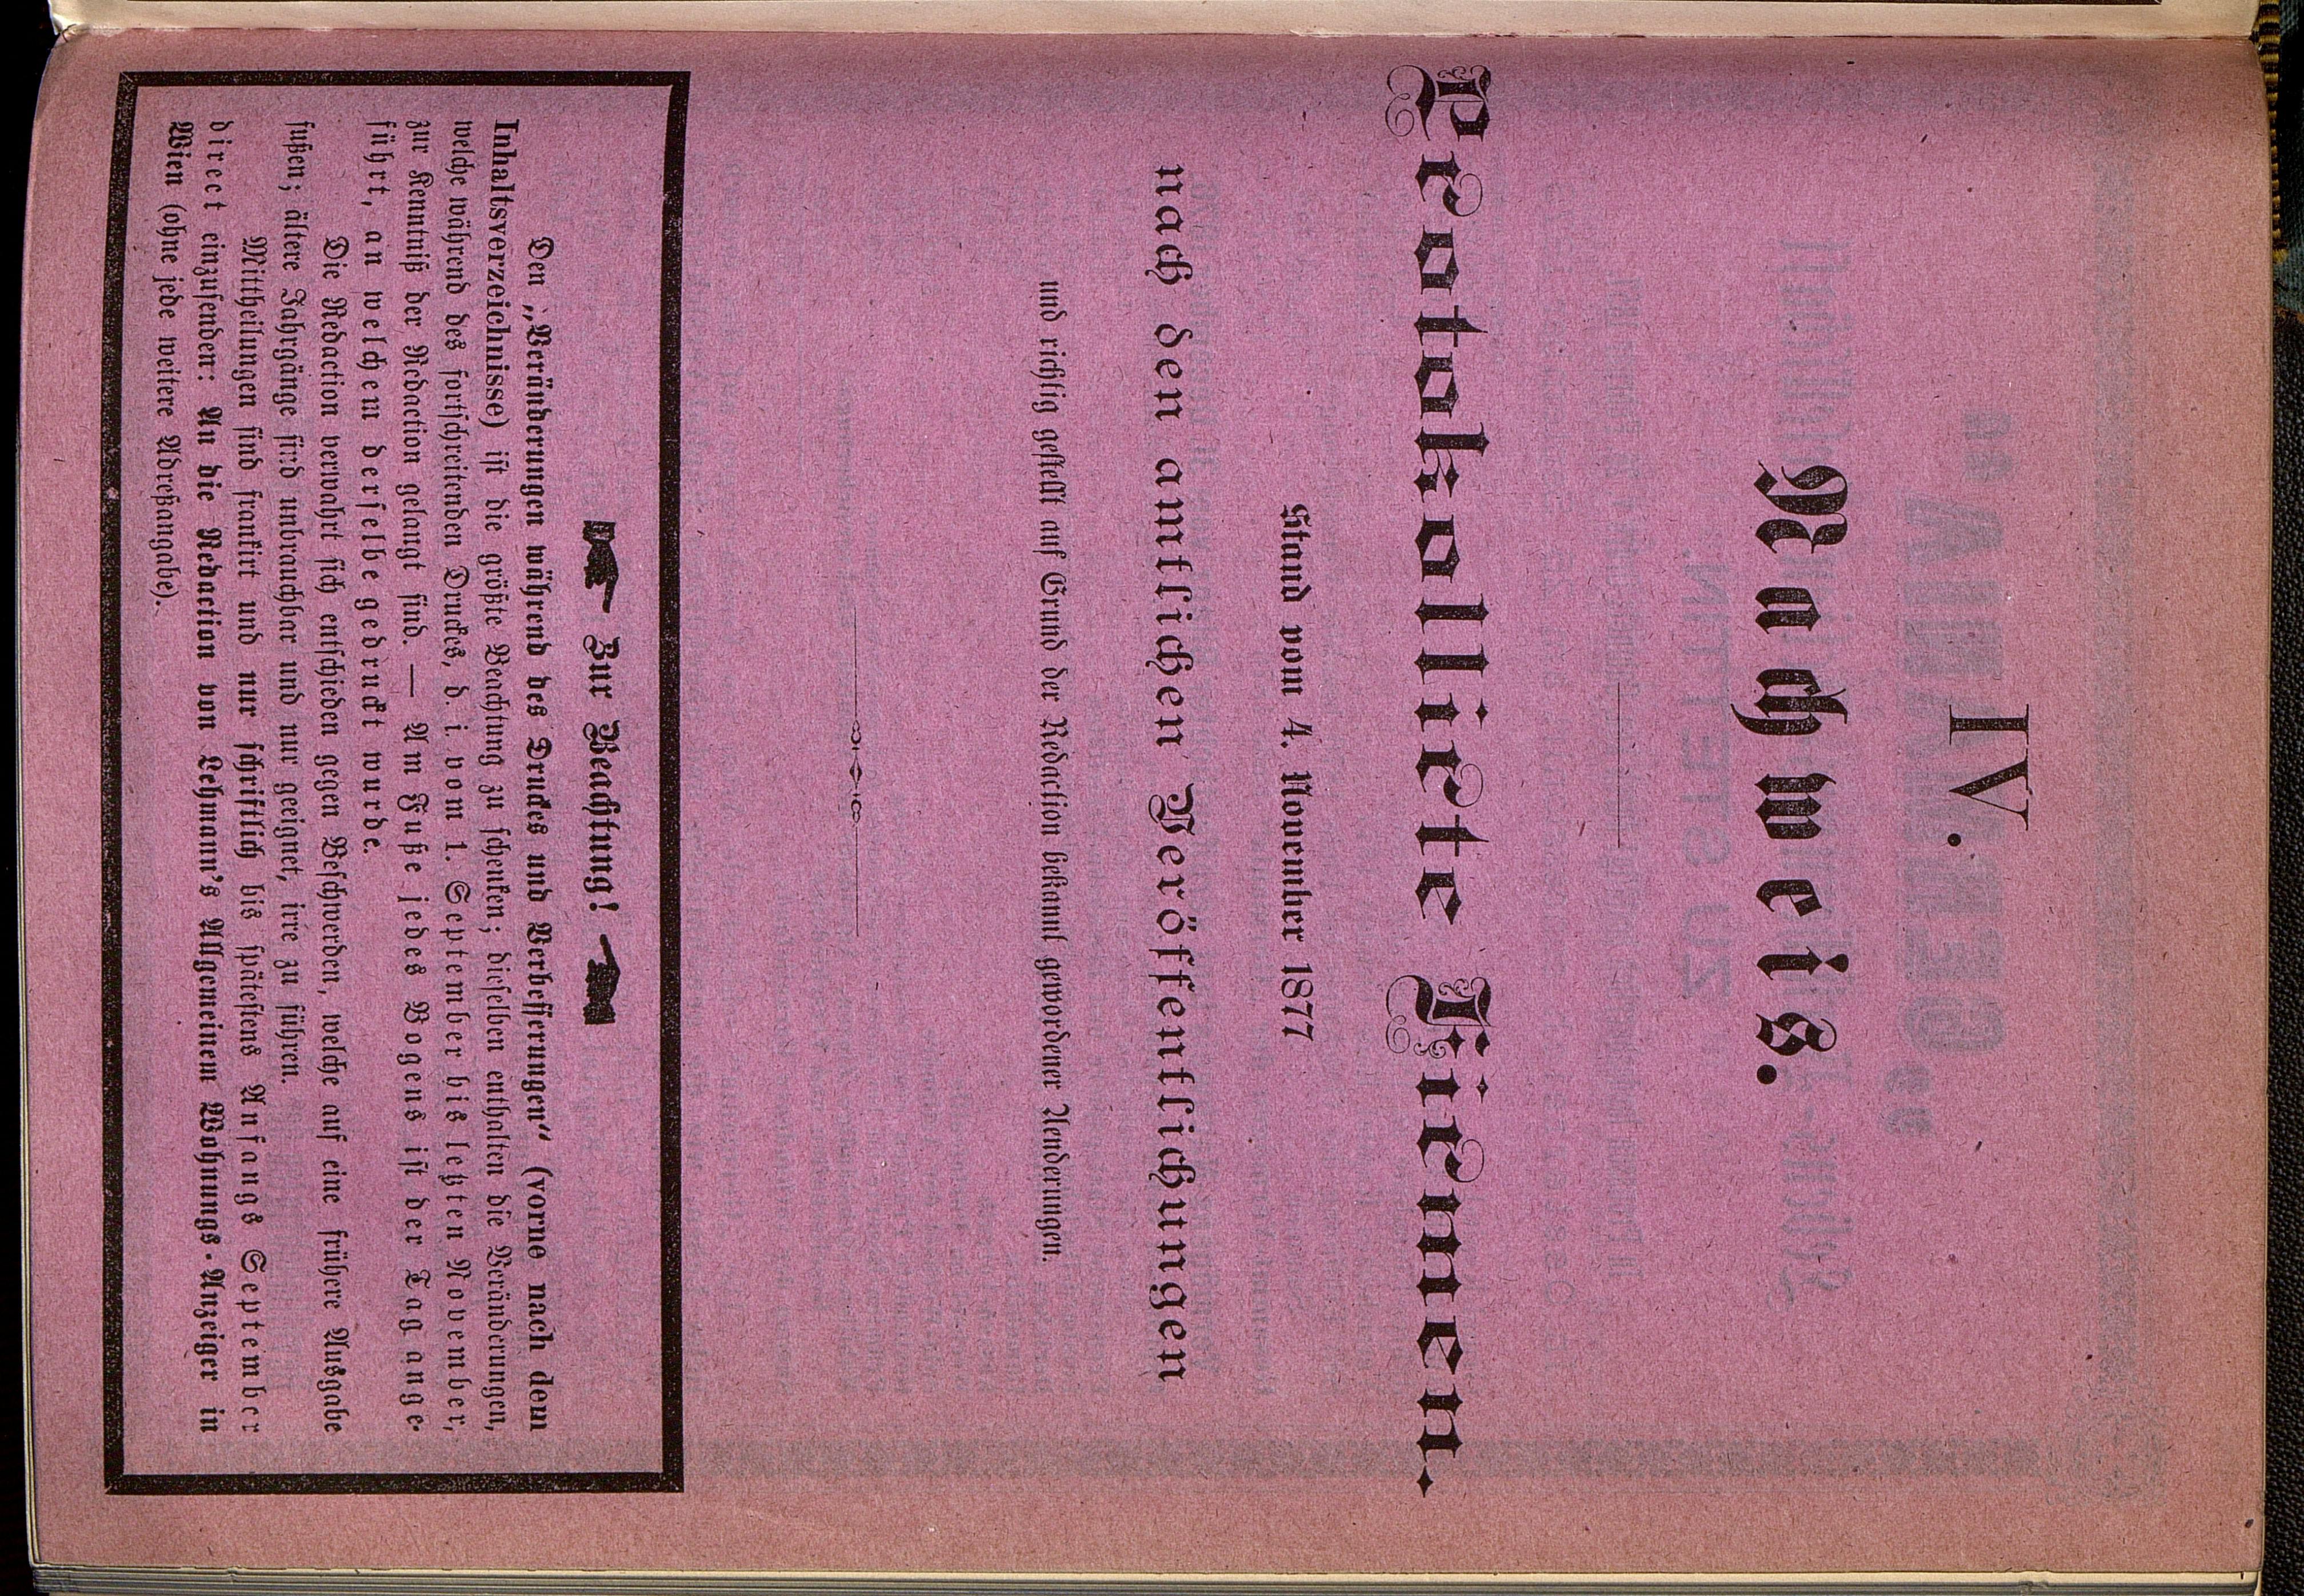 IV.
Nachweis.
Protokollirte Firmen.
Stand vom 4. November 1877
nach den amtlichen Veröffentlichungen
und richtig gestellt auf Grund der Redaction bekannt gewordener Aenderungen.
☛ Zur Beachtung! ☚
Den „Veränderungen während des Druckes und Verbesserungen“ (vorne nach dem
Inhaltsverzeichnisse) ist die größte Beachtung zu schenken; dieselben enthalten die Veränderungen,
welche während des fortschreitenden Druckes, d. i. vom 1. September bis letzten November,
zur Kenntniß der Redaction gelangt sind. — Am Fuße jedes Bogens ist der Tag ange-
führt, an welchem derselbe gedruckt wurde.
Die Redaction verwahrt sich entschieden gegen Beschwerden, welche auf eine frühere Ausgabe
fußen; ältere Jahrgänge sind unbrauchbar und nur geeignet, irre zu führen.
Mittheilungen sind frankirt und nur schriftlich bis spätestens Anfangs September
direct einzusenden: An die Redaction von Lehmann's Allgemeinem Wohnungs-Anzeiger in
Wien (ohne jede weitere Adreßangabe).